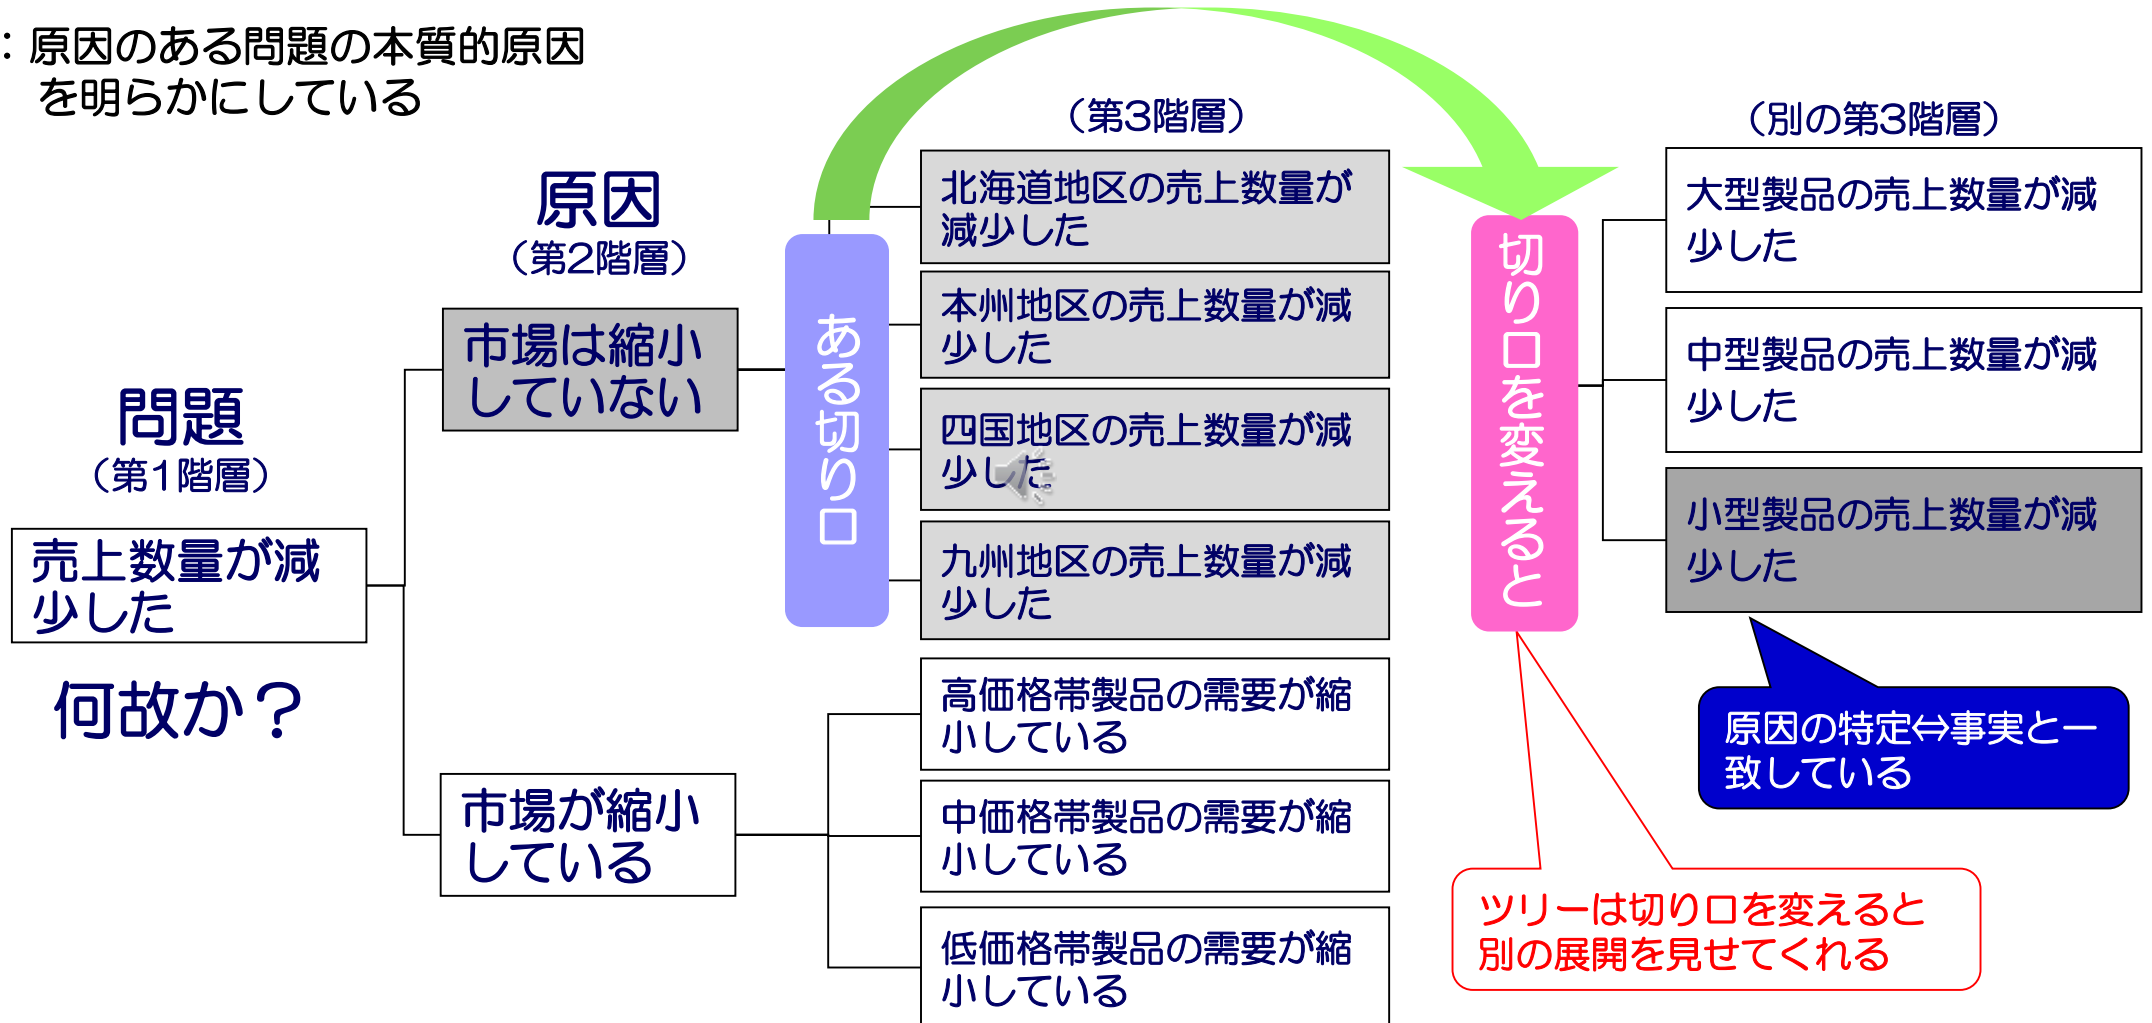 ：原因のある問題の本質的原因
を明らかにしている
問題
（第1階層）
売上数量が減
少した
何故か？
原因
（第2階層）
市場は縮小
していない
市場が縮小
している
ある切り口
（第3階層）
北海道地区の売上数量が
減少した
本州地区の売上数量が減
少した
四国地区の売上数量が減
少した
九州地区の売上数量が減
少した
高価格帯製品の需要が縮
小している
中価格帯製品の需要が縮
小している
低価格帯製品の需要が縮
小している
切り口を変えると
（別の第3階層）
大型製品の売上数量が減
少した
中型製品の売上数量が減
少した
小型製品の売上数量が減
少した
原因の特定⇔事実と一
致している
ツリーは切り口を変えると
別の展開を見せてくれる